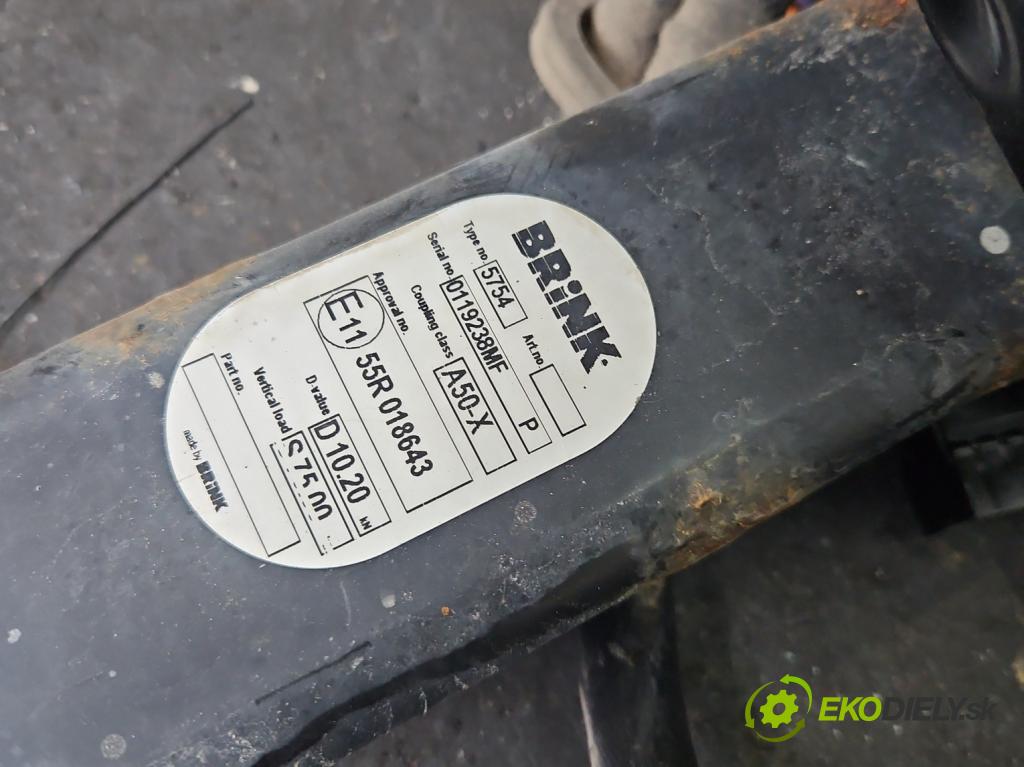 BRiNK
Type no. 5754 Art.no.
Serial no. 0119238MF P
Coupling class A50-X
Approval no.
E11 55R 018643
D-value D 10.20 kN
Vertical load S 75.00
Part no.
made by BRiNK
EKODIELY.sk